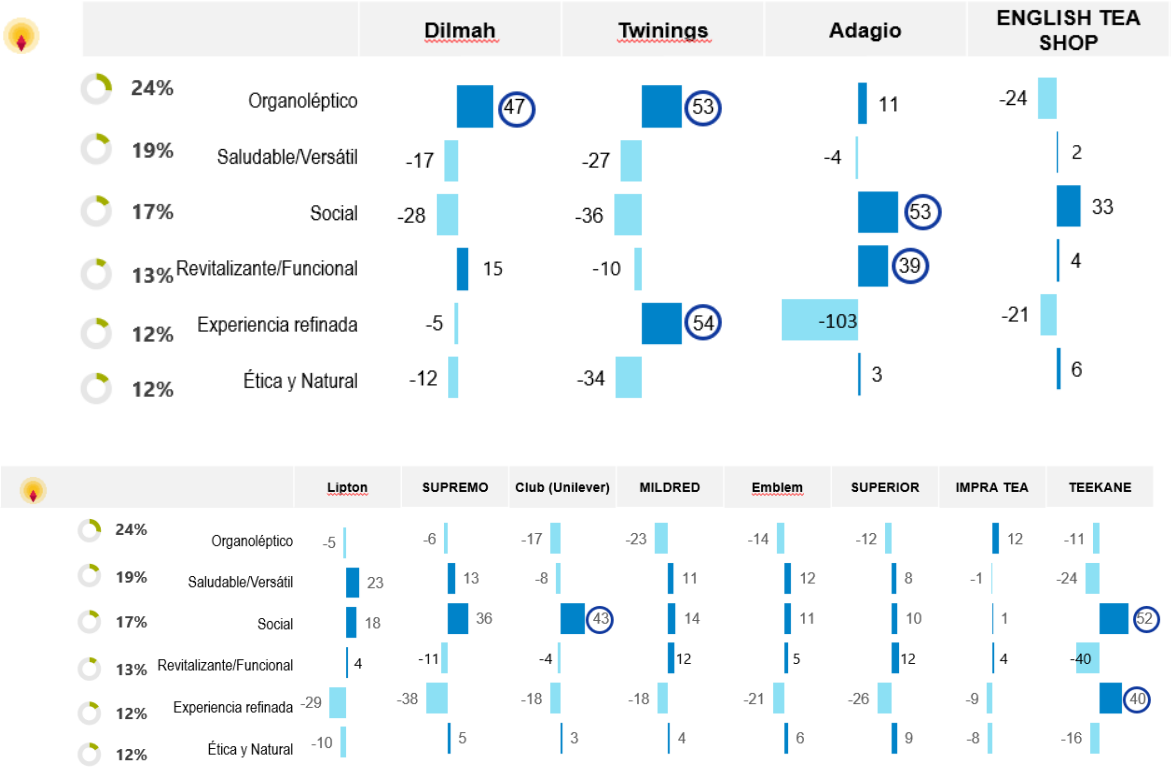 Dilmah Twinings Adagio ENGLISH TEA
SHOP
24% Organoléptico 47 53 11 -24
19% Saludable/Versátil -17 -27 -4 2
17% Social -28 -36 53 33
13% Revitalizante/Funcional 15 -10 39 4
12% Experiencia refinada -5 54 -103 -21
12% Ética y Natural -12 -34 3 6
Lipton SUPREMO Club (Unilever) MILDRED Emblem SUPERIOR IMPRA TEA TEEKANE
24% Organoléptico -5 -6 -17 -23 -14 -12 12 -11
19% Saludable/Versátil 23 13 -8 11 12 8 -1 -24
17% Social 18 36 43 14 11 10 1 52
13% Revitalizante/Funcional 4 -11 -4 12 5 12 4 -40
12% Experiencia refinada -29 -38 -18 -18 -21 -26 -9 40
12% Ética y Natural -10 5 3 4 6 9 -8 -16